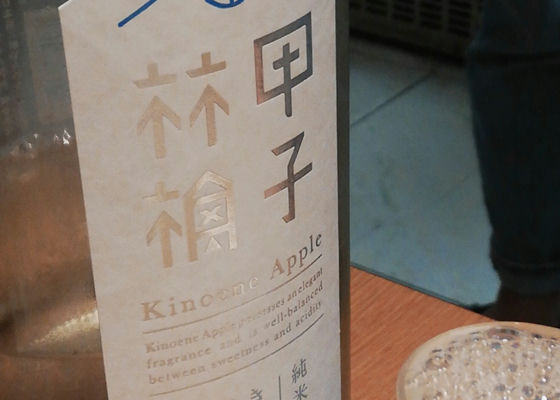 甲子
林檎
Kinoene Apple
Kinoene Apple possesses an elegant
fragrance and is well-balanced
between sweetness and acidity
純米